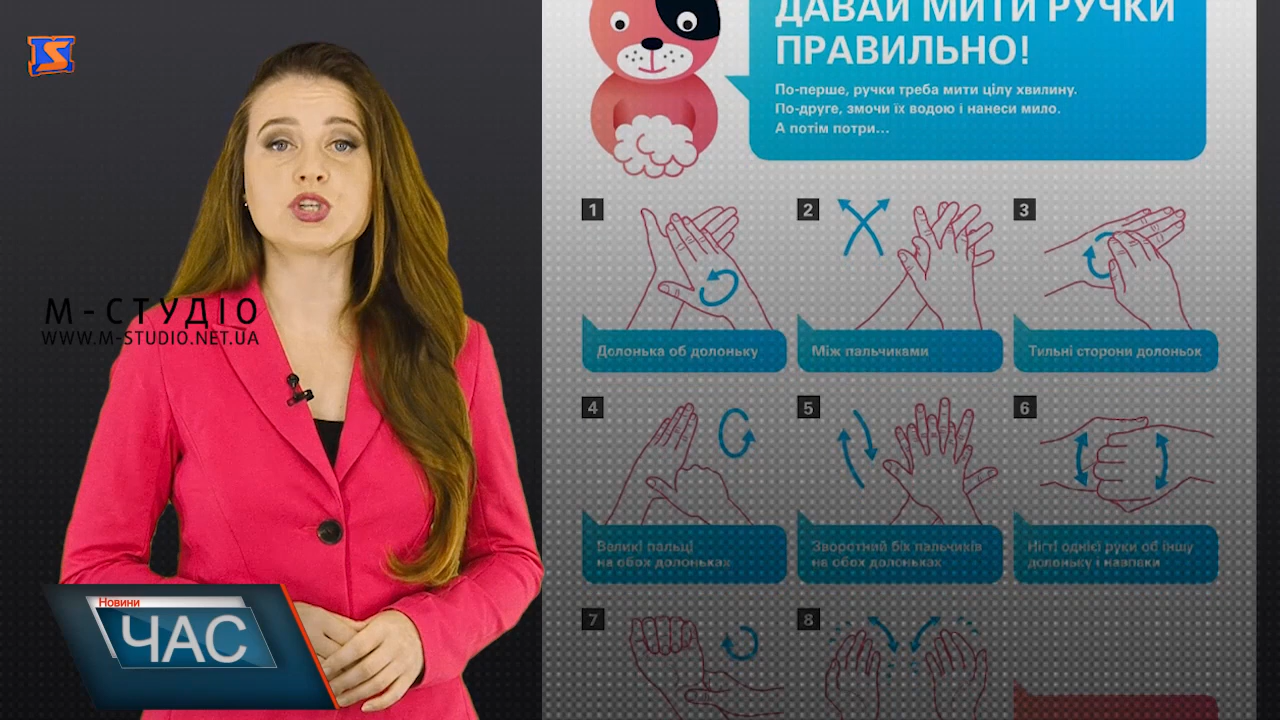 ДАВАЙ МИТИ РУЧКИ
ПРАВИЛЬНО!
По-перше, ручки треба мити цілу хвилину.
По-друге, змочи їх водою і нанеси мило.
А потім потри...
1
2
3
М-СТУДІО
WWW.M-STUDIO.NET.UA
Долонька об долоньку
Між пальчиками
Тильні сторони долоньок
4
5
6
Великі пальці
на обох долоньках
Зворотний бік пальчиків
на обох долоньках
Нігті однієї руки об іншу
долоньку і навпаки
7
8
Новини
ЧАС